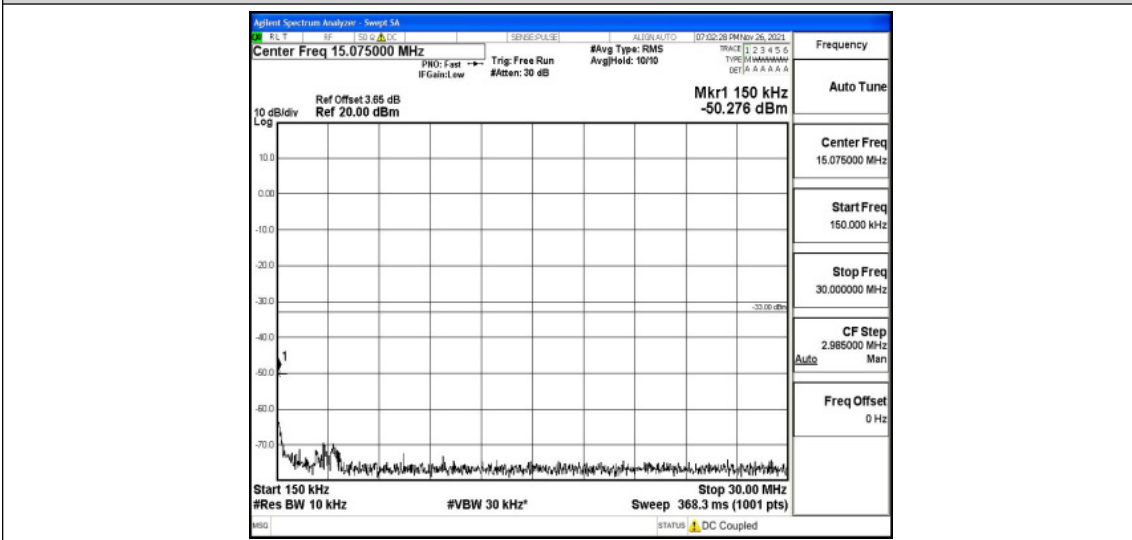 Agilent Spectrum Analyzer - Swept SA
RL T RF 50 Ω DC SENSE:PULSE ALIGN AUTO 07:02:28 PM Nov 26, 2021
Center Freq 15.075000 MHz
PNO: Fast
IFGain:Low
Trig: Free Run
#Atten: 30 dB
#Avg Type: RMS
Avg|Hold: 10/10
TRACE 1 2 3 4 5 6
TYPE M WWWWW
DET A A A A A A
Frequency
Auto Tune
Mkr1 150 kHz
-50.276 dBm
Ref Offset 3.65 dB
10 dB/div Ref 20.00 dBm
Log
10.0
0.00
-10.0
-20.0
-30.0
-40.0
-50.0
-60.0
-70.0
-33.00 dBm
1
Center Freq
15.075000 MHz
Start Freq
150.000 kHz
Stop Freq
30.000000 MHz
CF Step
2.985000 MHz
Auto Man
Freq Offset
0 Hz
Start 150 kHz Stop 30.00 MHz
#Res BW 10 kHz #VBW 30 kHz* Sweep 368.3 ms (1001 pts)
MSG STATUS DC Coupled